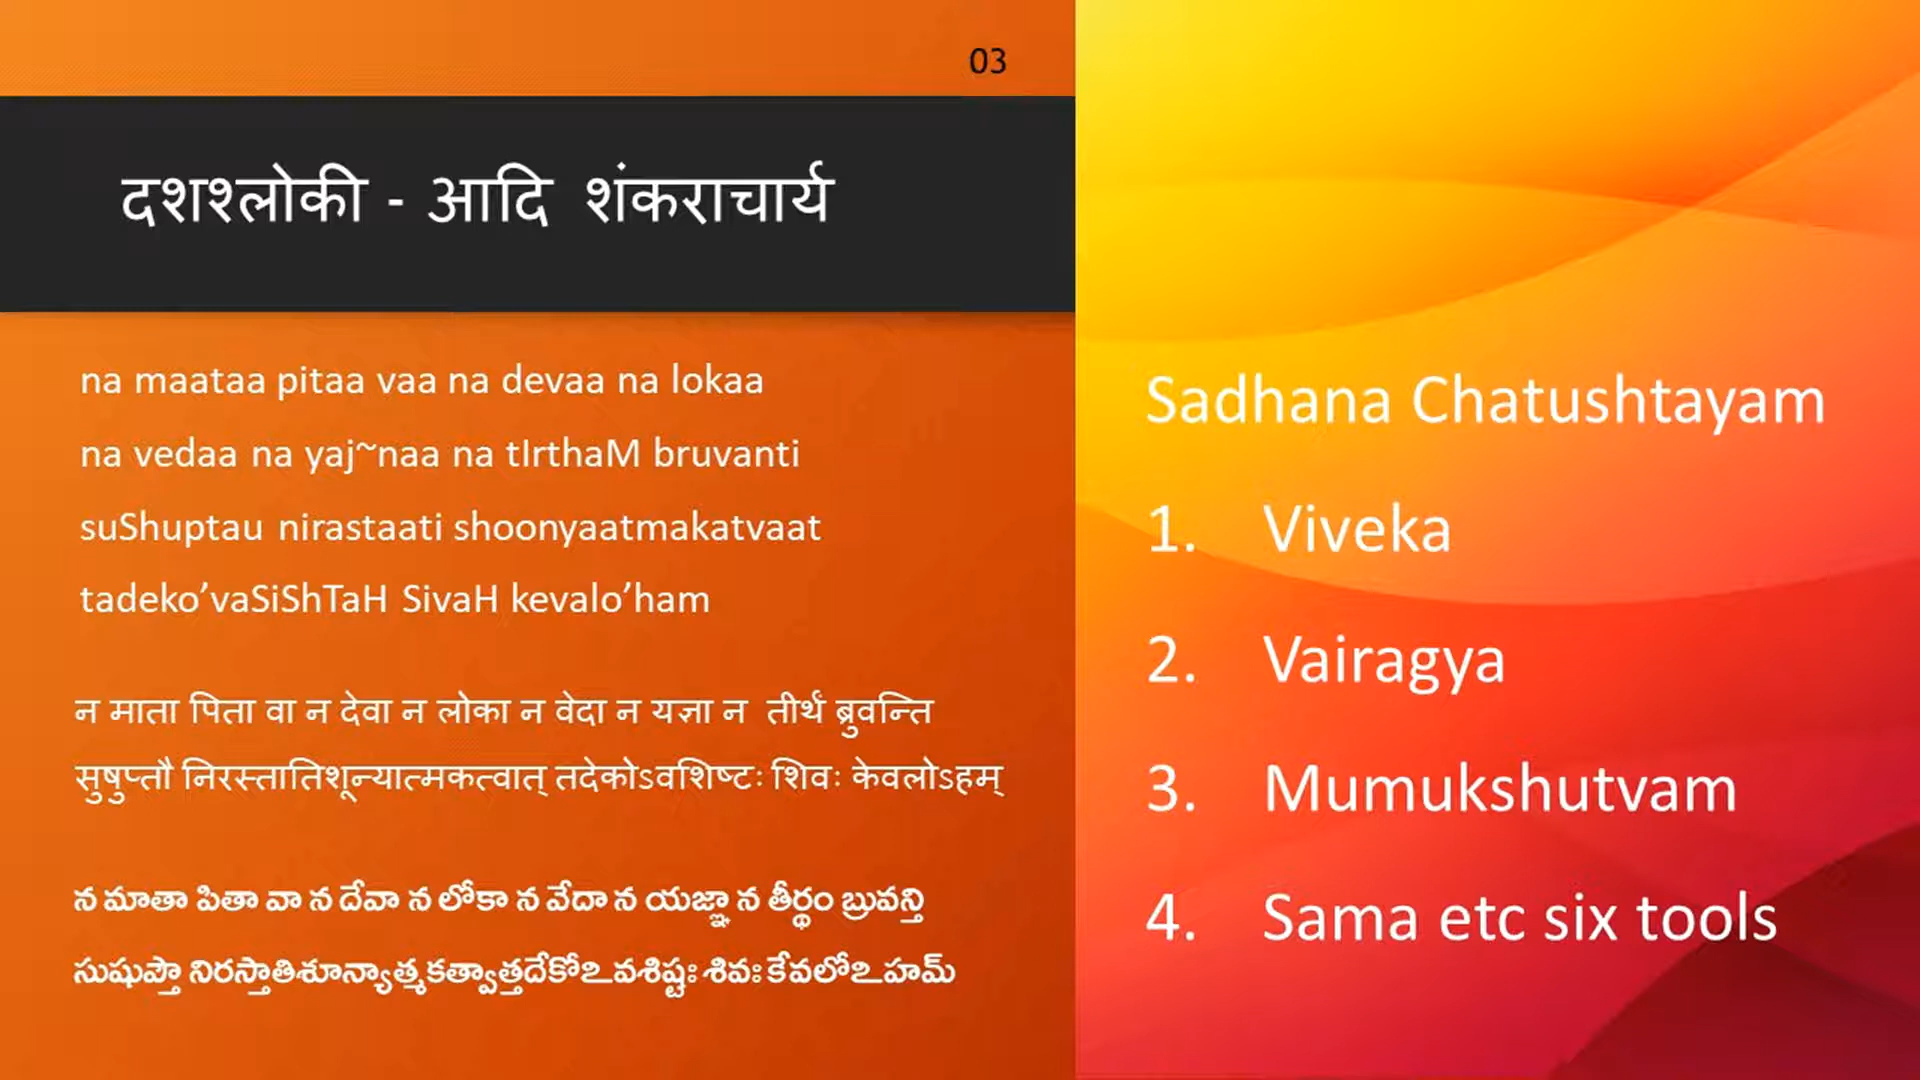 03
दशश्लोकी - आदि शंकराचार्य
na maataa pitaa vaa na devaa na lokaa
na vedaa na yaj~naa na tIrthaM bruvanti
suShuptau nirastaati shoonyaatmakatvaat
tadeko’vaSiShTaH SivaH kevalo’ham
न माता पिता वा न देवा न लोका न वेदा न यज्ञा न तीर्थं ब्रुवन्ति
सुषुप्तौ निरस्तातिशून्यात्मकत्वात् तदेकोऽवशिष्टः शिवः केवलोऽहम्
న మాతా పితా వా న దేవా న లోకా న వేదా న యజ్ఞా న తీర్థం బ్రువన్తి
సుషుప్తౌ నిరస్తాతిశూన్యాత్మకత్వాత్తదేకోఽవశిష్టః శివః కేవలోఽహమ్
Sadhana Chatushtayam
1. Viveka
2. Vairagya
3. Mumukshutvam
4. Sama etc six tools